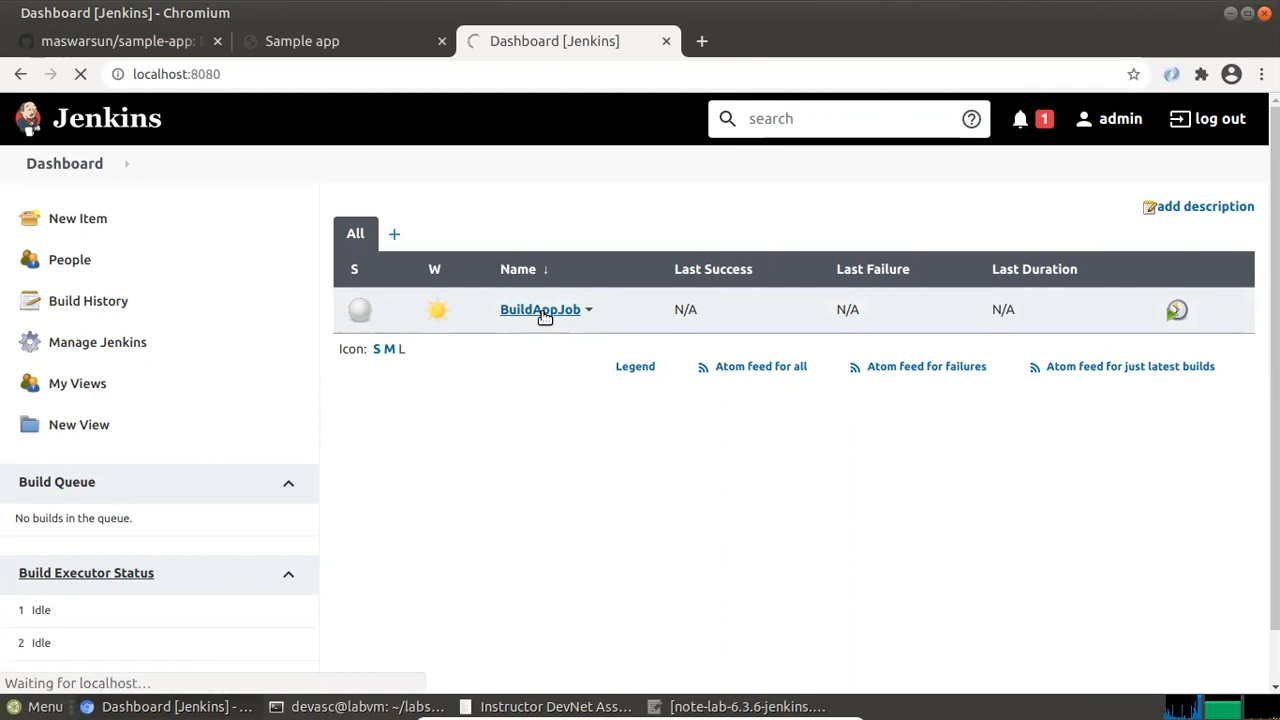 Dashboard [Jenkins] - Chromium
maswarsun/sample-app:
Sample app
Dashboard [Jenkins]
localhost:8080
Jenkins
search
1
admin
log out
Dashboard
add description
New Item
People
Build History
Manage Jenkins
My Views
New View
All +
S W Name ↓ Last Success Last Failure Last Duration
BuildAppJob N/A N/A N/A
Icon: S M L
Legend Atom feed for all Atom feed for failures Atom feed for just latest builds
Build Queue
No builds in the queue.
Build Executor Status
1 Idle
2 Idle
Waiting for localhost...
Menu
Dashboard [Jenkins] - ...
devasc@labvm: ~/labs...
Instructor DevNet Ass...
[note-lab-6.3.6-jenkins....